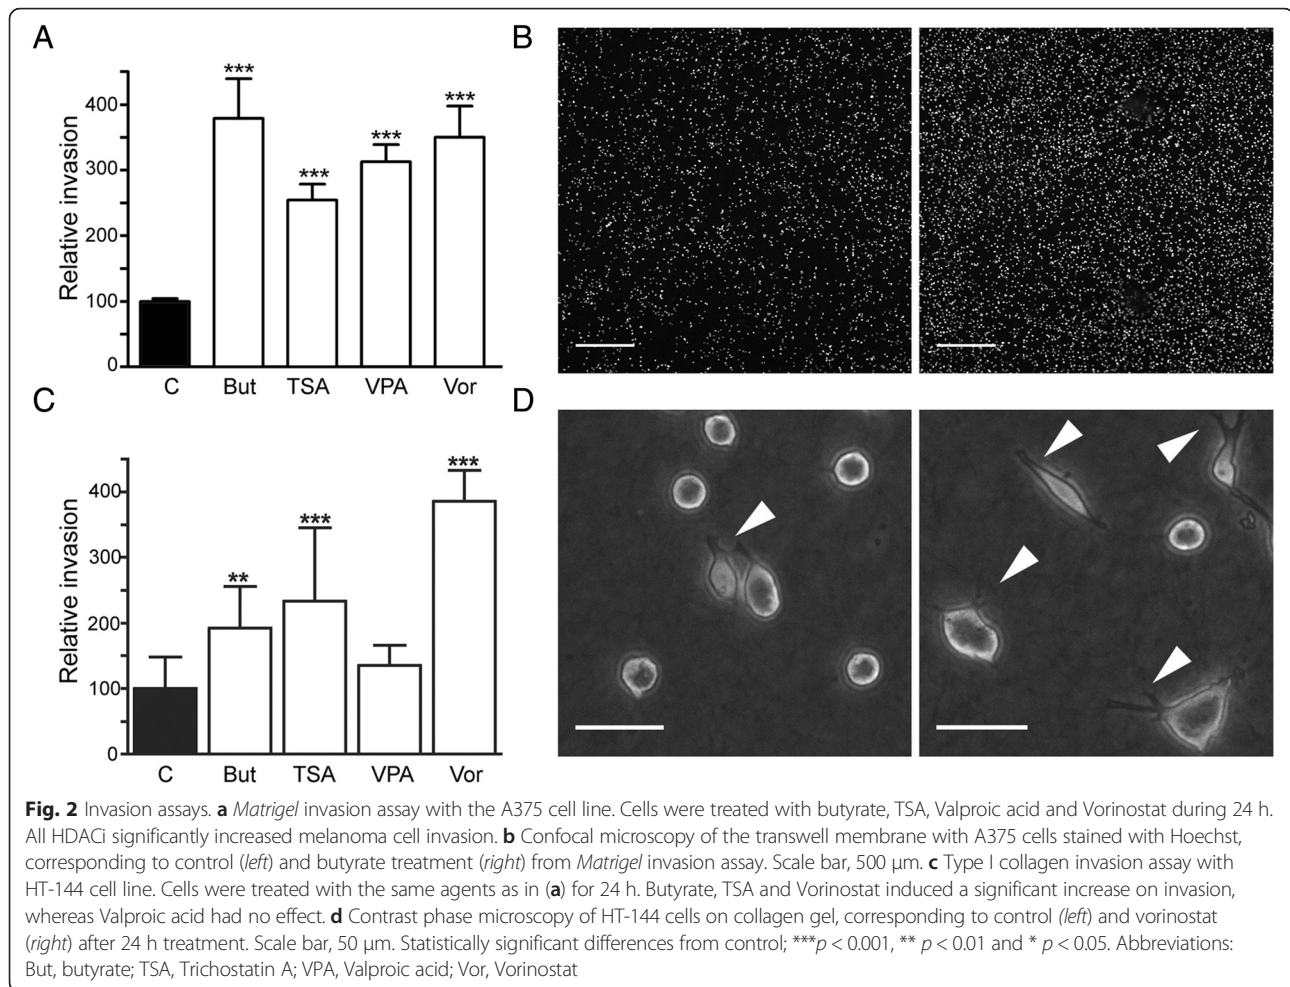 A
B
Relative invasion
400
300
200
100
0
***
***
***
***
C But TSA VPA Vor
C
D
Relative invasion
400
300
200
100
0
**
***
***
C But TSA VPA Vor
Fig. 2 Invasion assays. a Matrigel invasion assay with the A375 cell line. Cells were treated with butyrate, TSA, Valproic acid and Vorinostat during 24 h.
All HDACi significantly increased melanoma cell invasion. b Confocal microscopy of the transwell membrane with A375 cells stained with Hoechst,
corresponding to control (left) and butyrate treatment (right) from Matrigel invasion assay. Scale bar, 500 μm. c Type I collagen invasion assay with
HT-144 cell line. Cells were treated with the same agents as in (a) for 24 h. Butyrate, TSA and Vorinostat induced a significant increase on invasion,
whereas Valproic acid had no effect. d Contrast phase microscopy of HT-144 cells on collagen gel, corresponding to control (left) and vorinostat
(right) after 24 h treatment. Scale bar, 50 μm. Statistically significant differences from control; ***p < 0.001, ** p < 0.01 and * p < 0.05. Abbreviations:
But, butyrate; TSA, Trichostatin A; VPA, Valproic acid; Vor, Vorinostat